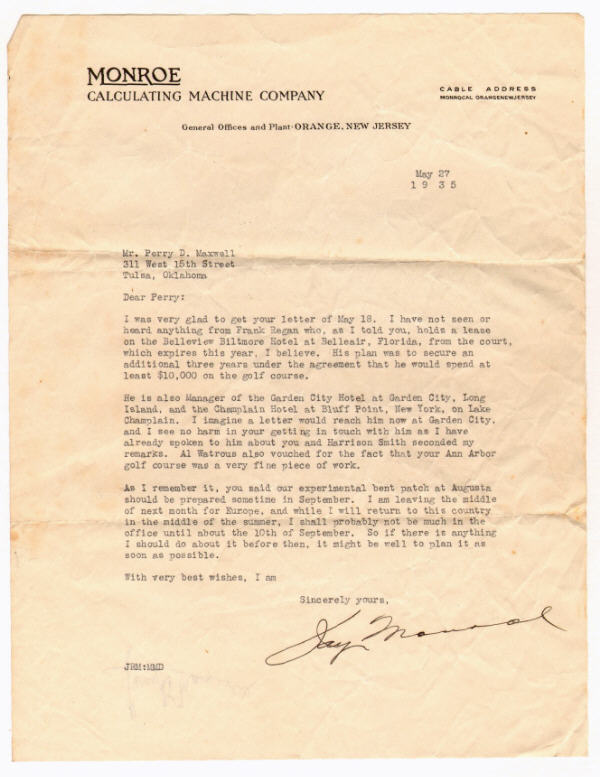 MONROE
CALCULATING MACHINE COMPANY
CABLE ADDRESS
MONROCAL ORANGENEWJERSEY
General Offices and Plant·ORANGE, NEW JERSEY
May 27
1 9 3 5
Mr. Perry D. Maxwell
311 West 15th Street
Tulsa, Oklahoma
Dear Perry:
I was very glad to get your letter of May 18. I have not seen or
heard anything from Frank Regan who, as I told you, holds a lease
on the Belleview Biltmore Hotel at Belleair, Florida, from the court,
which expires this year, I believe. His plan was to secure an
additional three years under the agreement that he would spend at
least $10,000 on the golf course.
He is also Manager of the Garden City Hotel at Garden City, Long
Island, and the Champlain Hotel at Bluff Point, New York, on Lake
Champlain. I imagine a letter would reach him now at Garden City,
and I see no harm in your getting in touch with him as I have
already spoken to him about you and Harrison Smith seconded my
remarks. Al Watrous also vouched for the fact that your Ann Arbor
golf course was a very fine piece of work.
As I remember it, you said our experimental bent patch at Augusta
should be prepared sometime in September. I am leaving the middle
of next month for Europe, and while I will return to this country
in the middle of the summer, I shall probably not be much in the
office until about the 10th of September. So if there is anything
I should do about it before then, it might be well to plan it as
soon as possible.
With very best wishes, I am
Sincerely yours,
Jay Monroe
JRM:MMD